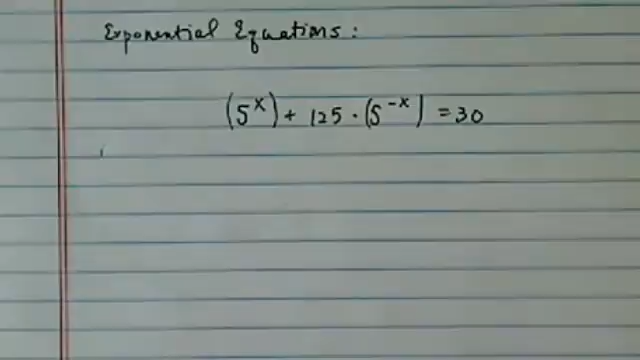 Exponential Equations:
(5^x) + 125 · (5^-x) = 30